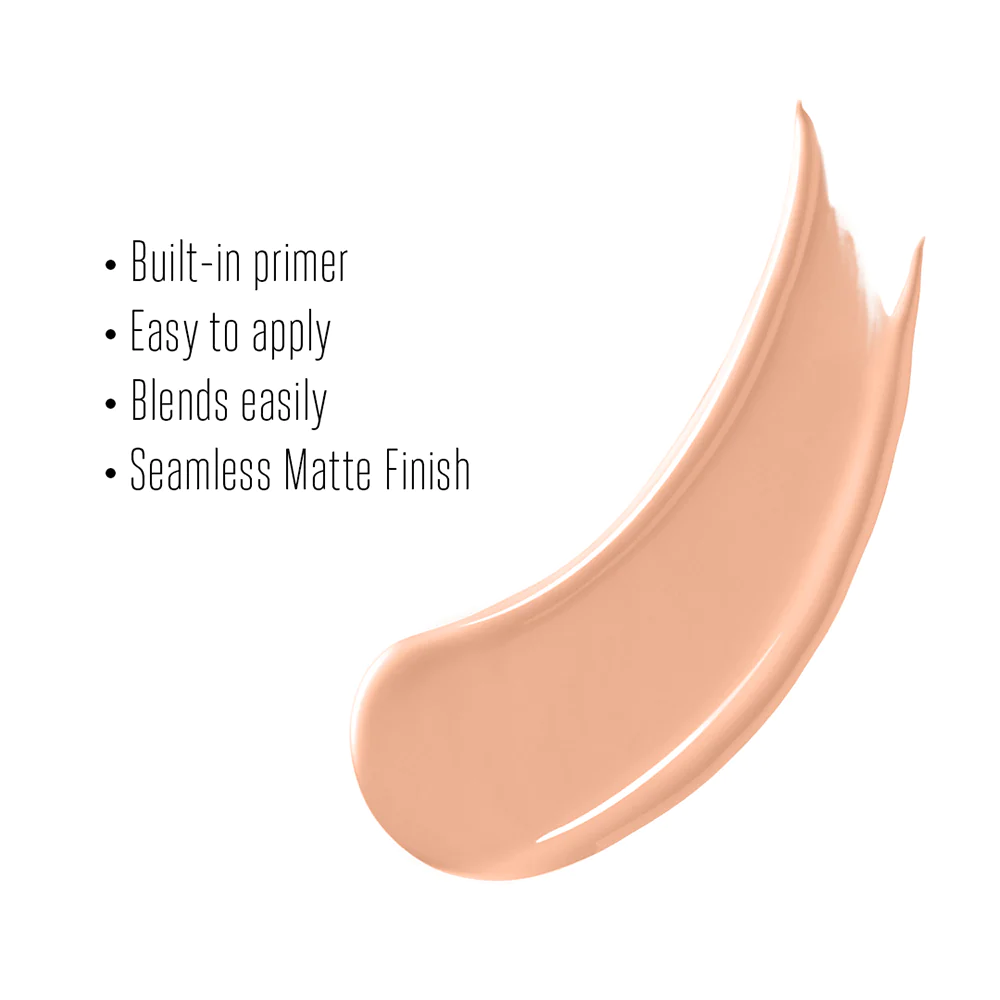 • Built-in primer
• Easy to apply
• Blends easily
• Seamless Matte Finish